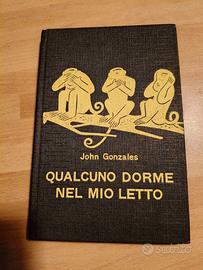 John Gonzales
QUALCUNO DORME
NEL MIO LETTO
subito